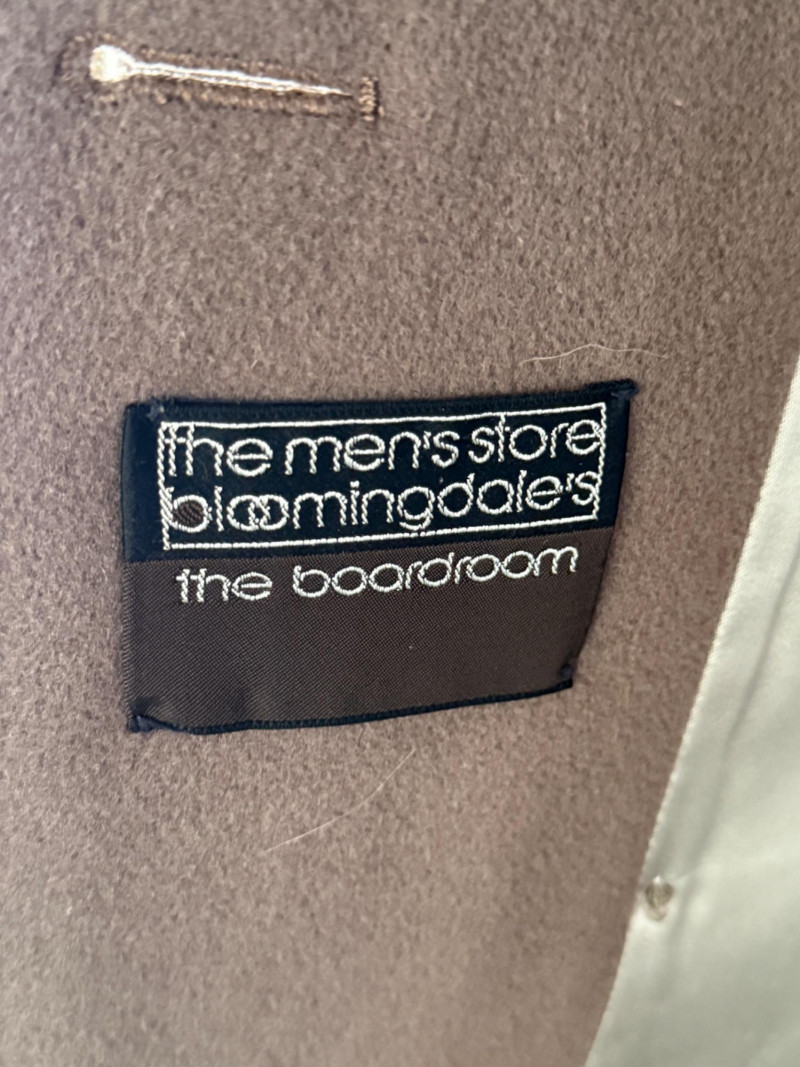 the men's store
bloomingdale's
the boardroom